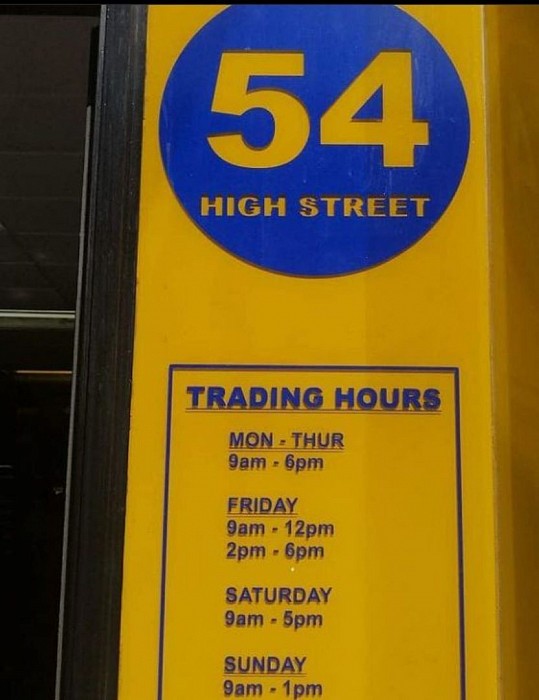 54
HIGH STREET
TRADING HOURS
MON - THUR
9am - 6pm
FRIDAY
9am - 12pm
2pm - 6pm
SATURDAY
9am - 5pm
SUNDAY
9am - 1pm